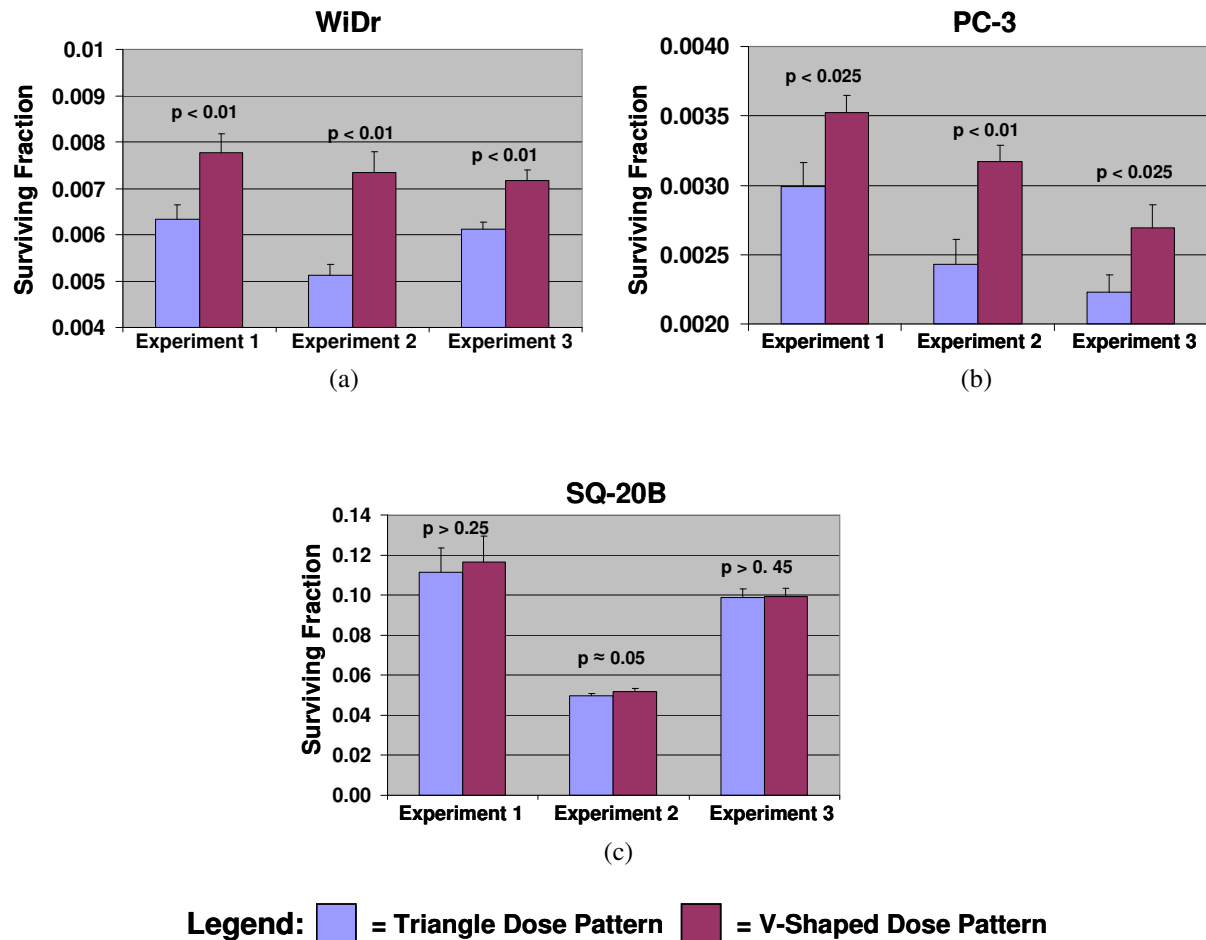 WiDr
Surviving Fraction
0.01
0.009
0.008
0.007
0.006
0.005
0.004
p < 0.01
p < 0.01
p < 0.01
Experiment 1
Experiment 2
Experiment 3
(a)
PC-3
Surviving Fraction
0.0040
0.0035
0.0030
0.0025
0.0020
p < 0.025
p < 0.01
p < 0.025
Experiment 1
Experiment 2
Experiment 3
(b)
SQ-20B
Surviving Fraction
0.14
0.12
0.10
0.08
0.06
0.04
0.02
0.00
p > 0.25
p ≈ 0.05
p > 0. 45
Experiment 1
Experiment 2
Experiment 3
(c)
Legend: = Triangle Dose Pattern = V-Shaped Dose Pattern